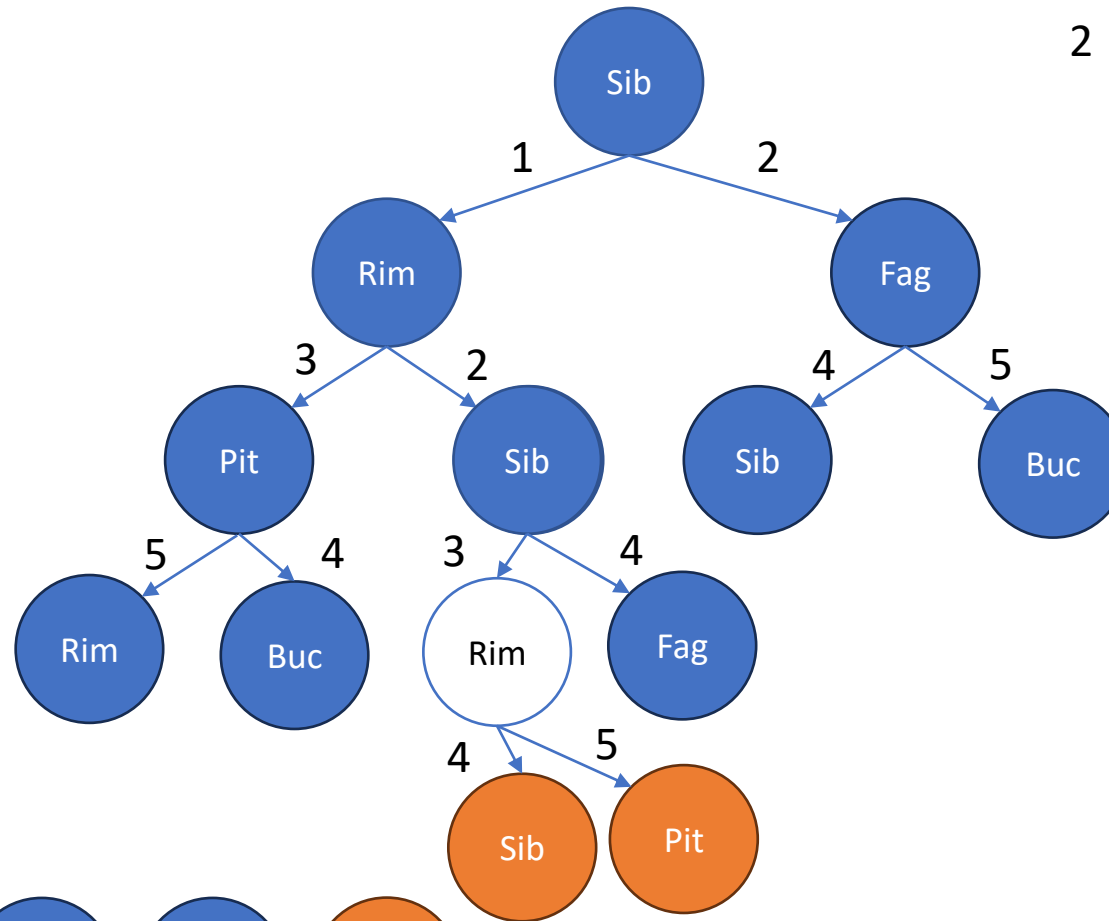 2
Sib
1 2
Rim Fag
3 2 4 5
Pit Sib Sib Buc
5 4 3 4
Rim Buc Rim Fag
4 5
Sib Pit